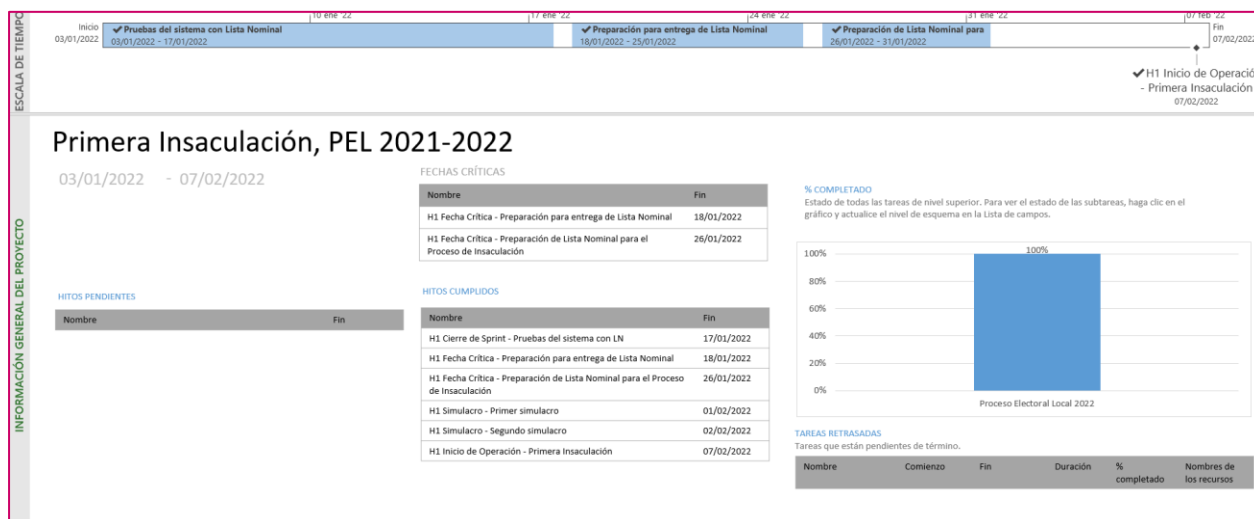 ESCALA DE TIEMPO
10 ene '22
17 ene '22
24 ene '22
31 ene '22
07 feb '22
Inicio
03/01/2022
✔Pruebas del sistema con Lista Nominal
03/01/2022 - 17/01/2022
✔Preparación para entrega de Lista Nominal
18/01/2022 - 25/01/2022
✔Preparación de Lista Nominal para
26/01/2022 - 31/01/2022
Fin
07/02/2022
✔H1 Inicio de Operació
- Primera Insaculación
07/02/2022
INFORMACIÓN GENERAL DEL PROYECTO
Primera Insaculación, PEL 2021-2022
03/01/2022 - 07/02/2022
HITOS PENDIENTES
Nombre Fin
FECHAS CRÍTICAS
Nombre Fin
H1 Fecha Crítica - Preparación para entrega de Lista Nominal 18/01/2022
H1 Fecha Crítica - Preparación de Lista Nominal para el 26/01/2022
Proceso de Insaculación
HITOS CUMPLIDOS
Nombre Fin
H1 Cierre de Sprint - Pruebas del sistema con LN 17/01/2022
H1 Fecha Crítica - Preparación para entrega de Lista Nominal 18/01/2022
H1 Fecha Crítica - Preparación de Lista Nominal para el Proceso 26/01/2022
de Insaculación
H1 Simulacro - Primer simulacro 01/02/2022
H1 Simulacro - Segundo simulacro 02/02/2022
H1 Inicio de Operación - Primera Insaculación 07/02/2022
% COMPLETADO
Estado de todas las tareas de nivel superior. Para ver el estado de las subtareas, haga clic en el
gráfico y actualice el nivel de esquema en la Lista de campos.
100%
100%
80%
60%
40%
20%
0%
Proceso Electoral Local 2022
TAREAS RETRASADAS
Tareas que están pendientes de término.
Nombre Comienzo Fin Duración % Nombres de
completado los recursos